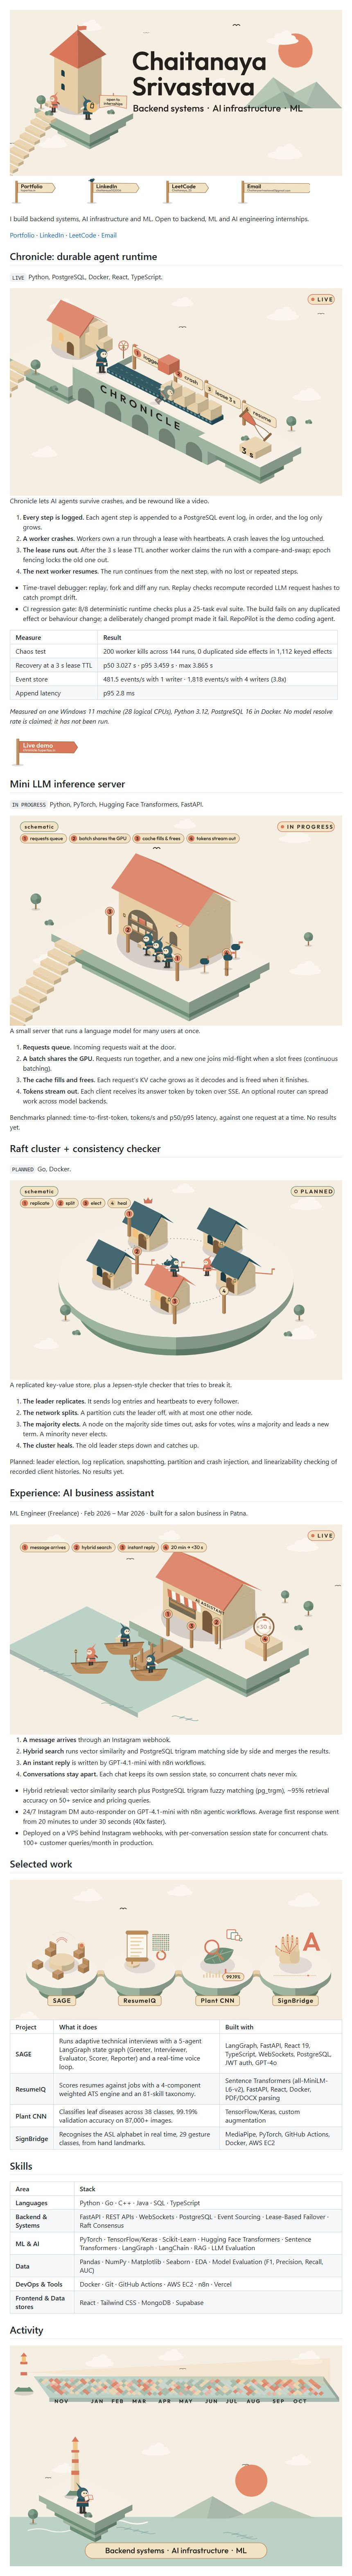 Chaitanaya
Srivastava
Backend systems · AI infrastructure · ML
open to
internships
Portfolio
LinkedIn
LeetCode
Email
I build backend systems, AI infrastructure and ML. Open to backend, ML and AI engineering internships.
Portfolio · LinkedIn · LeetCode · Email
Chronicle: durable agent runtime
LIVE Python, PostgreSQL, Docker, React, TypeScript.
LIVE
1 logged
2 crash
3 lease 3 s
4 resume
CHRONICLE
3 s
Chronicle lets AI agents survive crashes, and be rewound like a video.
1. Every step is logged. Each agent step is appended to a PostgreSQL event log, in order, and the log only
grows.
2. A worker crashes. Workers own a run through a lease with heartbeats. A crash leaves the log untouched.
3. The lease runs out. After the 3 s lease TTL another worker claims the run with a compare-and-swap; epoch
fencing locks the old one out.
4. The next worker resumes. The run continues from the next step, with no lost or repeated steps.
Time-travel debugger: replay, fork and diff any run. Replay checks recompute recorded LLM request hashes to
catch prompt drift.
CI regression gate: 8/8 deterministic runtime checks plus a 25-task eval suite. The build fails on any duplicated
effect or behaviour change; a deliberately changed prompt made it fail. RepoPilot is the demo coding agent.
Measure Result
Chaos test 200 worker kills across 144 runs, 0 duplicated side effects in 1,112 keyed effects
Recovery at a 3 s lease TTL p50 3.027 s · p95 3.459 s · max 3.865 s
Event store 481.5 events/s with 1 writer · 1,818 events/s with 4 writers (3.8x)
Append latency p95 2.8 ms
Measured on one Windows 11 machine (28 logical CPUs), Python 3.12, PostgreSQL 16 in Docker. No model resolve
rate is claimed; it has not been run.
Live demo
Mini LLM inference server
IN PROGRESS Python, PyTorch, Hugging Face Transformers, FastAPI.
schematic
IN PROGRESS
1 requests queue 2 batch shares the GPU 3 cache fills & frees 4 tokens stream out
A small server that runs a language model for many users at once.
1. Requests queue. Incoming requests wait at the door.
2. A batch shares the GPU. Requests run together, and a new one joins mid-flight when a slot frees (continuous
batching).
3. The cache fills and frees. Each request's KV cache grows as it decodes and is freed when it finishes.
4. Tokens stream out. Each client receives its answer token by token over SSE. An optional router can spread
work across model backends.
Benchmarks planned: time-to-first-token, tokens/s and p50/p95 latency, against one request at a time. No results
yet.
Raft cluster + consistency checker
PLANNED Go, Docker.
schematic
PLANNED
1 replicate 2 split 3 elect 4 heal
A replicated key-value store, plus a Jepsen-style checker that tries to break it.
1. The leader replicates. It sends log entries and heartbeats to every follower.
2. The network splits. A partition cuts the leader off, with at most one other node.
3. The majority elects. A node on the majority side times out, asks for votes, wins a majority and leads a new
term. A minority never elects.
4. The cluster heals. The old leader steps down and catches up.
Planned: leader election, log replication, snapshotting, partition and crash injection, and linearizability checking of
recorded client histories. No results yet.
Experience: AI business assistant
ML Engineer (Freelance) · Feb 2026 – Mar 2026 · built for a salon business in Patna.
LIVE
1 message arrives 2 hybrid search 3 instant reply 4 20 min → <30 s
AI ASSISTANT
<30 s
1. A message arrives through an Instagram webhook.
2. Hybrid search runs vector similarity and PostgreSQL trigram matching side by side and merges the results.
3. An instant reply is written by GPT-4.1-mini with n8n workflows.
4. Conversations stay apart. Each chat keeps its own session state, so concurrent chats never mix.
Hybrid retrieval: vector similarity search plus PostgreSQL trigram fuzzy matching (pg_trgm), ~95% retrieval
accuracy on 50+ service and pricing queries.
24/7 Instagram DM auto-responder on GPT-4.1-mini with n8n agentic workflows. Average first response went
from 20 minutes to under 30 seconds (40x faster).
Deployed on a VPS behind Instagram webhooks, with per-conversation session state for concurrent chats.
100+ customer queries/month in production.
Selected work
99.19%
SAGE ResumeIQ Plant CNN SignBridge
A
Project What it does Built with
SAGE Runs adaptive technical interviews with a 5-agent
LangGraph state graph (Greeter, Interviewer,
Evaluator, Scorer, Reporter) and a real-time voice
loop.
LangGraph, FastAPI, React 19,
TypeScript, WebSockets, PostgreSQL,
JWT auth, GPT-4o
ResumeIQ Scores resumes against jobs with a 4-component
weighted ATS engine and an 81-skill taxonomy.
Sentence Transformers (all-MiniLM-
L6-v2), FastAPI, React, Docker,
PDF/DOCX parsing
Plant CNN Classifies leaf diseases across 38 classes, 99.19%
validation accuracy on 87,000+ images.
TensorFlow/Keras, custom
augmentation
SignBridge Recognises the ASL alphabet in real time, 29 gesture
classes, from hand landmarks.
MediaPipe, PyTorch, GitHub Actions,
Docker, AWS EC2
Skills
Area Stack
Languages Python · Go · C++ · Java · SQL · TypeScript
Backend &
Systems
FastAPI · REST APIs · WebSockets · PostgreSQL · Event Sourcing · Lease-Based Failover ·
Raft Consensus
ML & AI PyTorch · TensorFlow/Keras · Scikit-Learn · Hugging Face Transformers · Sentence
Transformers · LangGraph · LangChain · RAG · LLM Evaluation
Data Pandas · NumPy · Matplotlib · Seaborn · EDA · Model Evaluation (F1, Precision, Recall,
AUC)
DevOps & Tools Docker · Git · GitHub Actions · AWS EC2 · n8n · Vercel
Frontend & Data
stores
React · Tailwind CSS · MongoDB · Supabase
Activity
NOV JAN FEB MAR APR MAY JUN JUL AUG SEP OCT
Backend systems · AI infrastructure · ML